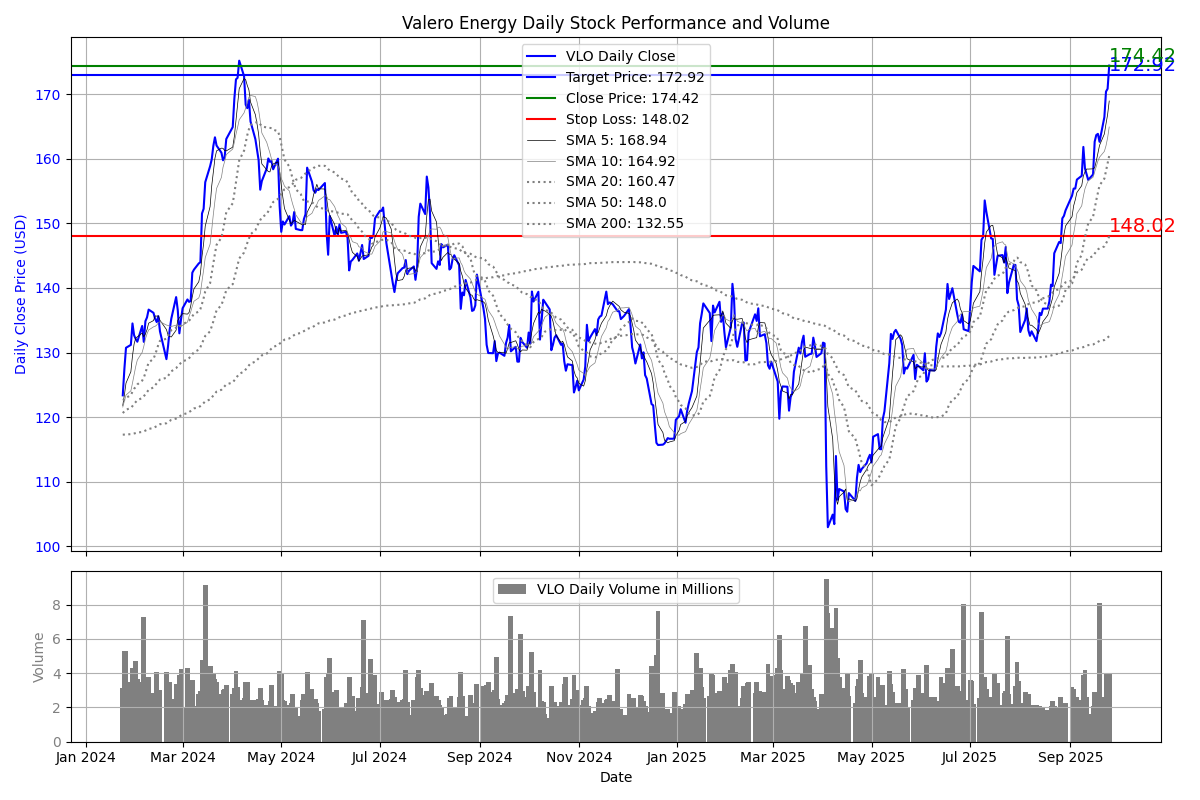 Valero Energy Daily Stock Performance and Volume
174.42
172.92
148.02
VLO Daily Close
Target Price: 172.92
Close Price: 174.42
Stop Loss: 148.02
SMA 5: 168.94
SMA 10: 164.92
SMA 20: 160.47
SMA 50: 148.0
SMA 200: 132.55
Daily Close Price (USD)
170
160
150
140
130
120
110
100
VLO Daily Volume in Millions
Volume
8
6
4
2
0
Jan 2024 Mar 2024 May 2024 Jul 2024 Sep 2024 Nov 2024 Jan 2025 Mar 2025 May 2025 Jul 2025 Sep 2025
Date